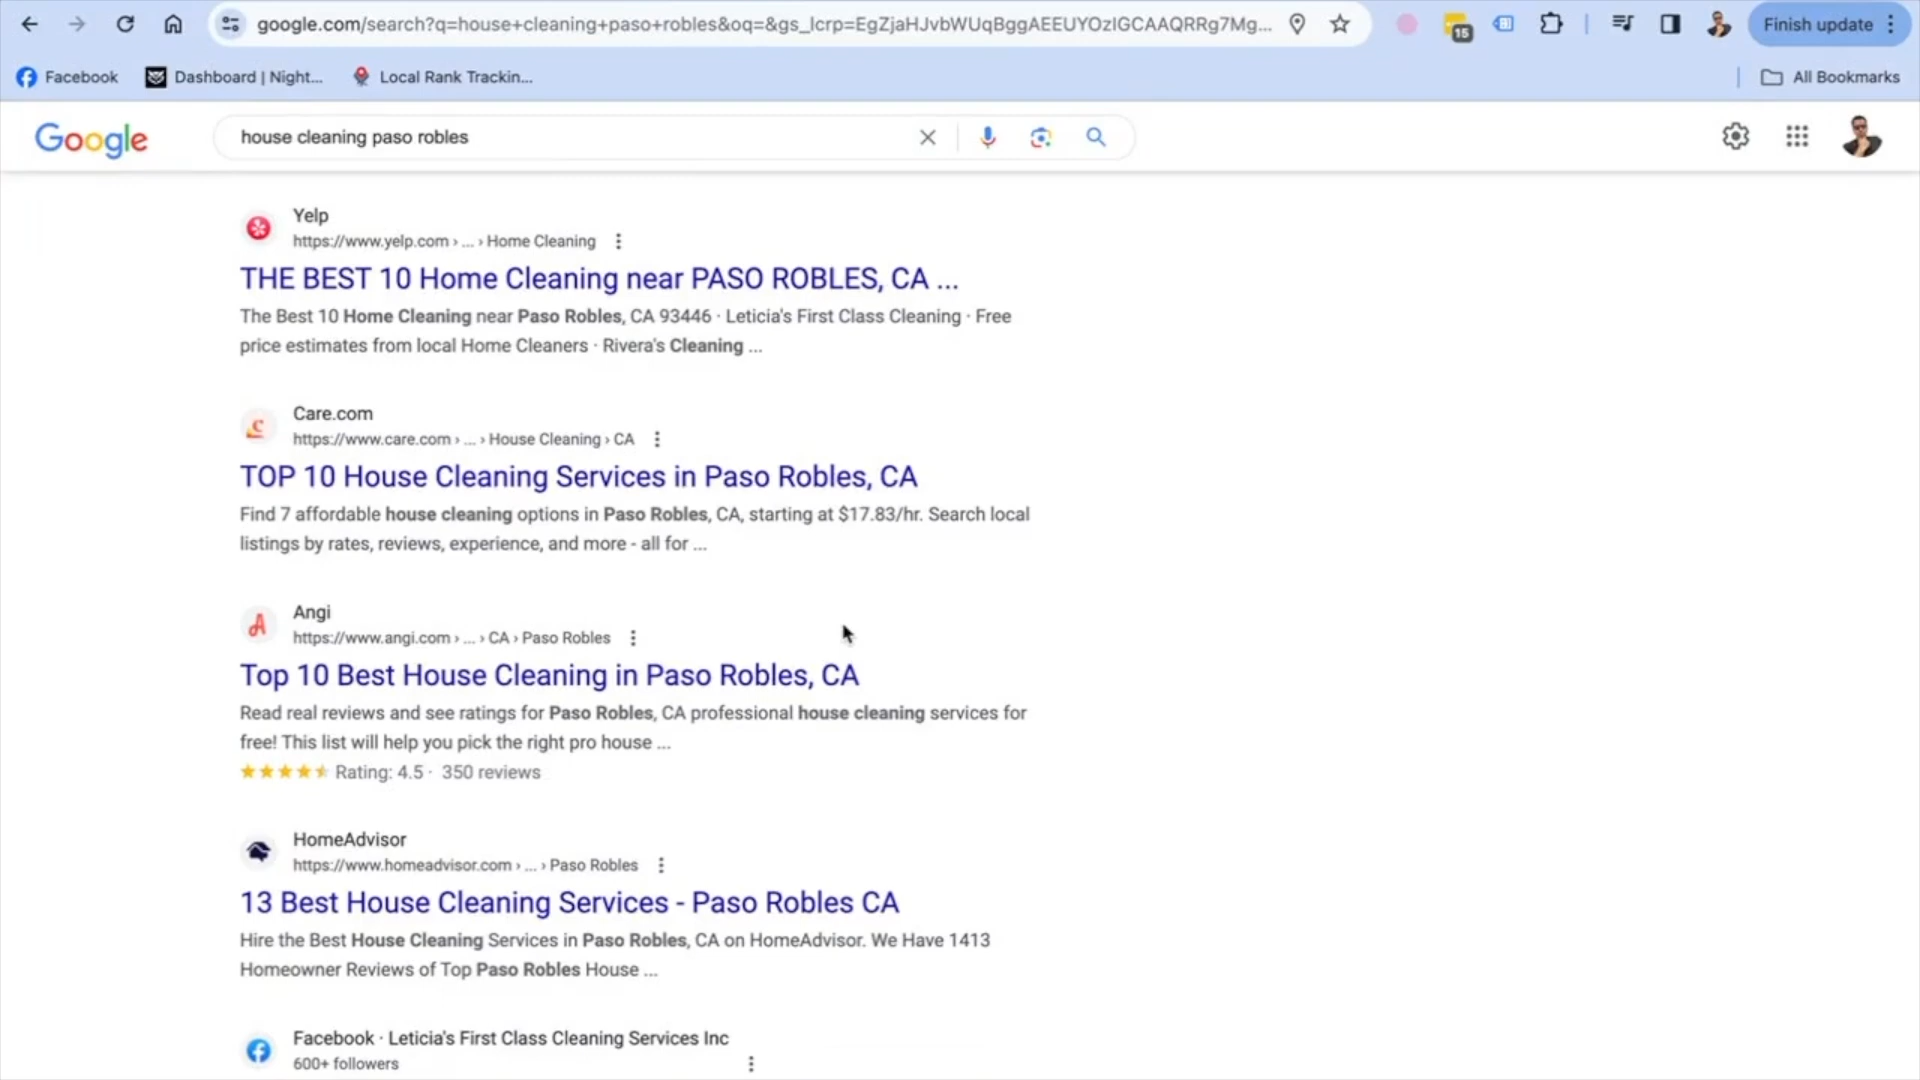 google.com/search?q=house+cleaning+paso+robles&oq=&gs_lcrp=EgZjaHJvbWUqBggAEEUYOzIGCAAQRRg7Mg...
15
Finish update
Facebook
Dashboard | Night...
Local Rank Trackin...
All Bookmarks
Google
house cleaning paso robles
Yelp
https://www.yelp.com › ... › Home Cleaning
THE BEST 10 Home Cleaning near PASO ROBLES, CA ...
The Best 10 Home Cleaning near Paso Robles, CA 93446 · Leticia's First Class Cleaning · Free
price estimates from local Home Cleaners · Rivera's Cleaning ...
Care.com
https://www.care.com › ... › House Cleaning › CA
TOP 10 House Cleaning Services in Paso Robles, CA
Find 7 affordable house cleaning options in Paso Robles, CA, starting at $17.83/hr. Search local
listings by rates, reviews, experience, and more - all for ...
Angi
https://www.angi.com › ... › CA › Paso Robles
Top 10 Best House Cleaning in Paso Robles, CA
Read real reviews and see ratings for Paso Robles, CA professional house cleaning services for
free! This list will help you pick the right pro house ...
Rating: 4.5 · 350 reviews
HomeAdvisor
https://www.homeadvisor.com › ... › Paso Robles
13 Best House Cleaning Services - Paso Robles CA
Hire the Best House Cleaning Services in Paso Robles, CA on HomeAdvisor. We Have 1413
Homeowner Reviews of Top Paso Robles House ...
Facebook · Leticia's First Class Cleaning Services Inc
600+ followers